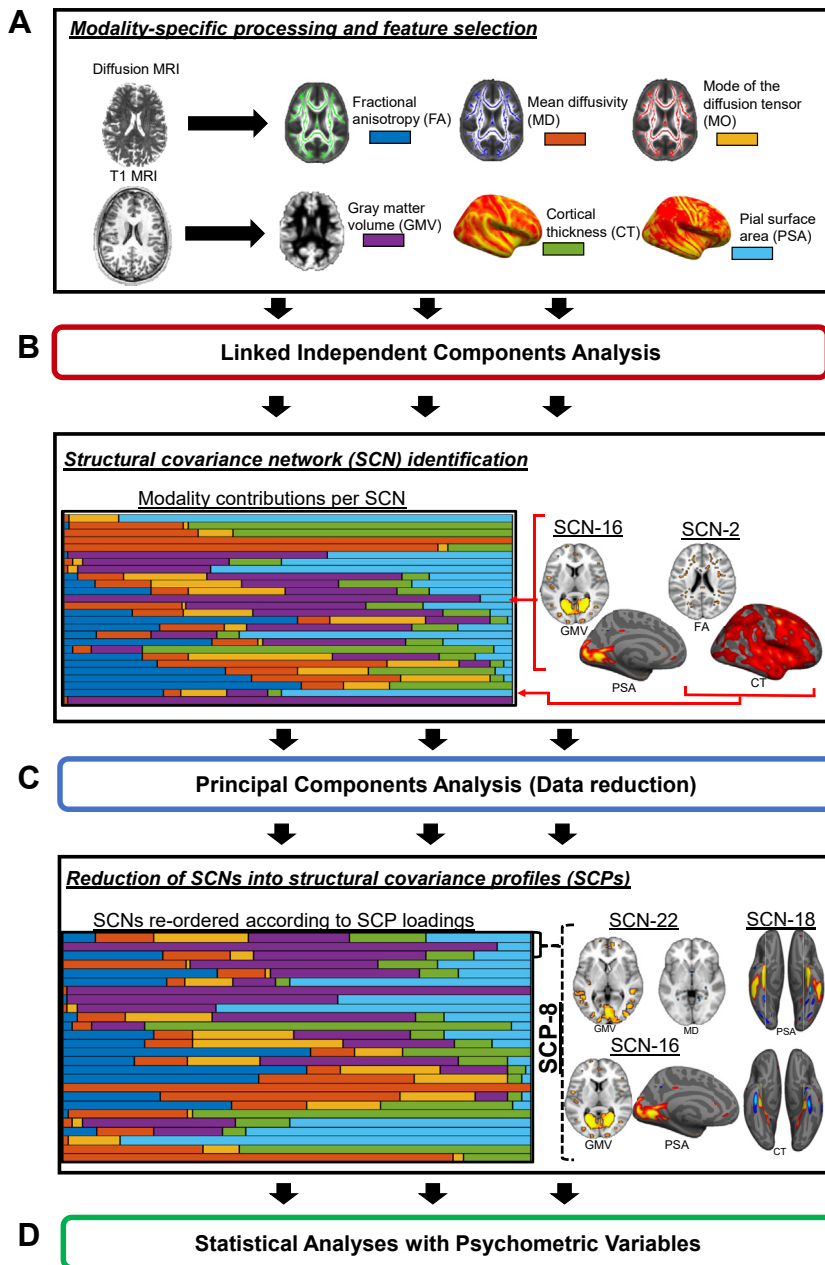 A
Modality-specific processing and feature selection
Diffusion MRI
Fractional
anisotropy (FA)
Mean diffusivity
(MD)
Mode of the
diffusion tensor
(MO)
T1 MRI
Gray matter
volume (GMV)
Cortical
thickness (CT)
Pial surface
area (PSA)
B
Linked Independent Components Analysis
Structural covariance network (SCN) identification
Modality contributions per SCN
SCN-16
SCN-2
GMV
FA
PSA
CT
C
Principal Components Analysis (Data reduction)
Reduction of SCNs into structural covariance profiles (SCPs)
SCNs re-ordered according to SCP loadings
SCP-8
SCN-22
SCN-18
GMV
MD
PSA
SCN-16
GMV
PSA
CT
D
Statistical Analyses with Psychometric Variables